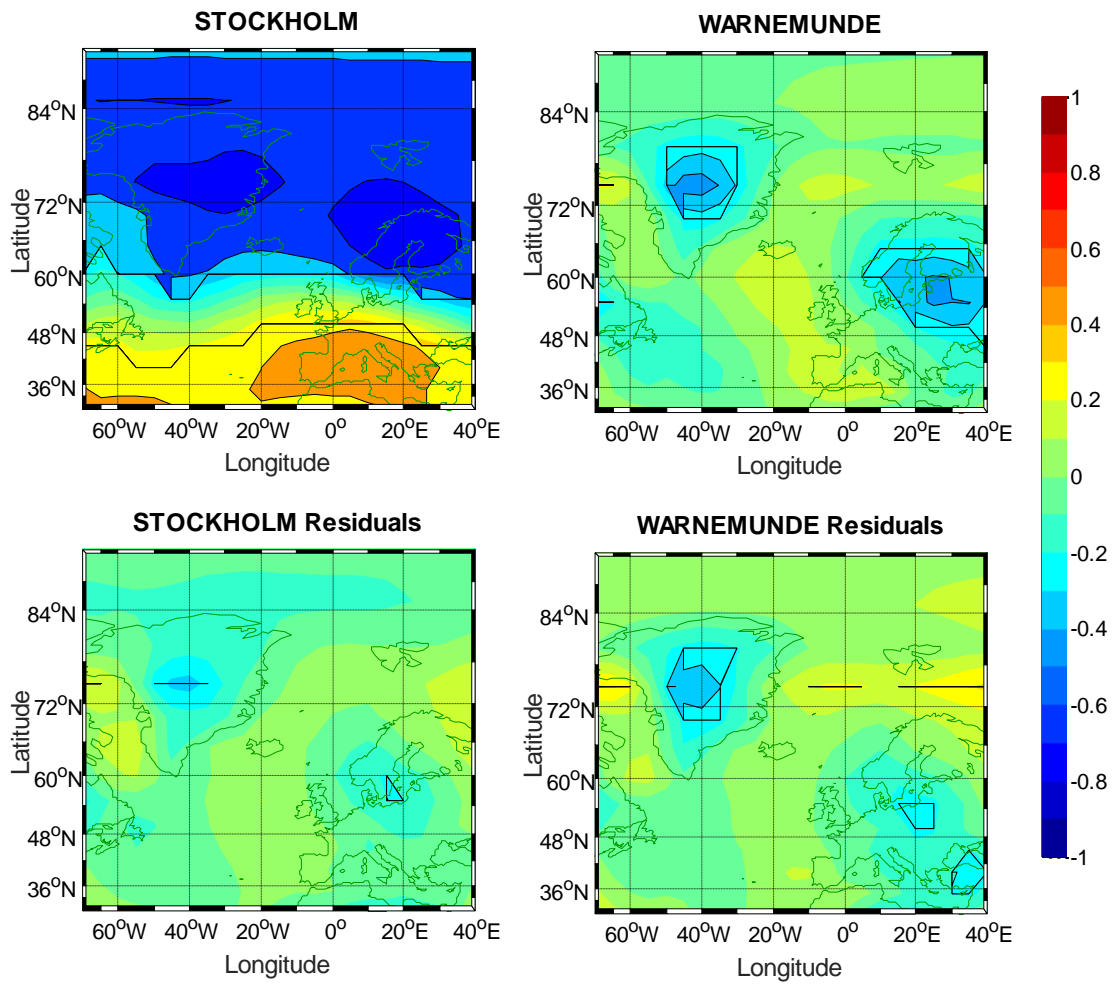 STOCKHOLM
WARNEMUNDE
84°N
72°N
60°N
48°N
36°N
Latitude
60°W 40°W 20°W 0° 20°E 40°E
Longitude
84°N
72°N
60°N
48°N
36°N
Latitude
60°W 40°W 20°W 0° 20°E 40°E
Longitude
1
0.8
0.6
0.4
0.2
0
-0.2
-0.4
-0.6
-0.8
-1
STOCKHOLM Residuals
WARNEMUNDE Residuals
84°N
72°N
60°N
48°N
36°N
Latitude
60°W 40°W 20°W 0° 20°E 40°E
Longitude
84°N
72°N
60°N
48°N
36°N
Latitude
60°W 40°W 20°W 0° 20°E 40°E
Longitude